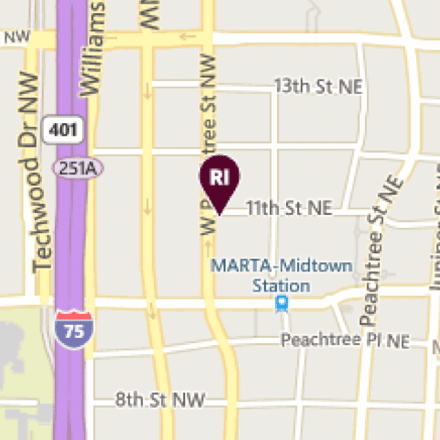 NW
Williams
NW
W Peachtree St NW
13th St NE
401
251A
RI
Techwood Dr NW
11th St NE
Peachtree St NE
MARTA-Midtown
Station
75
Peachtree Pl NE
8th St NW